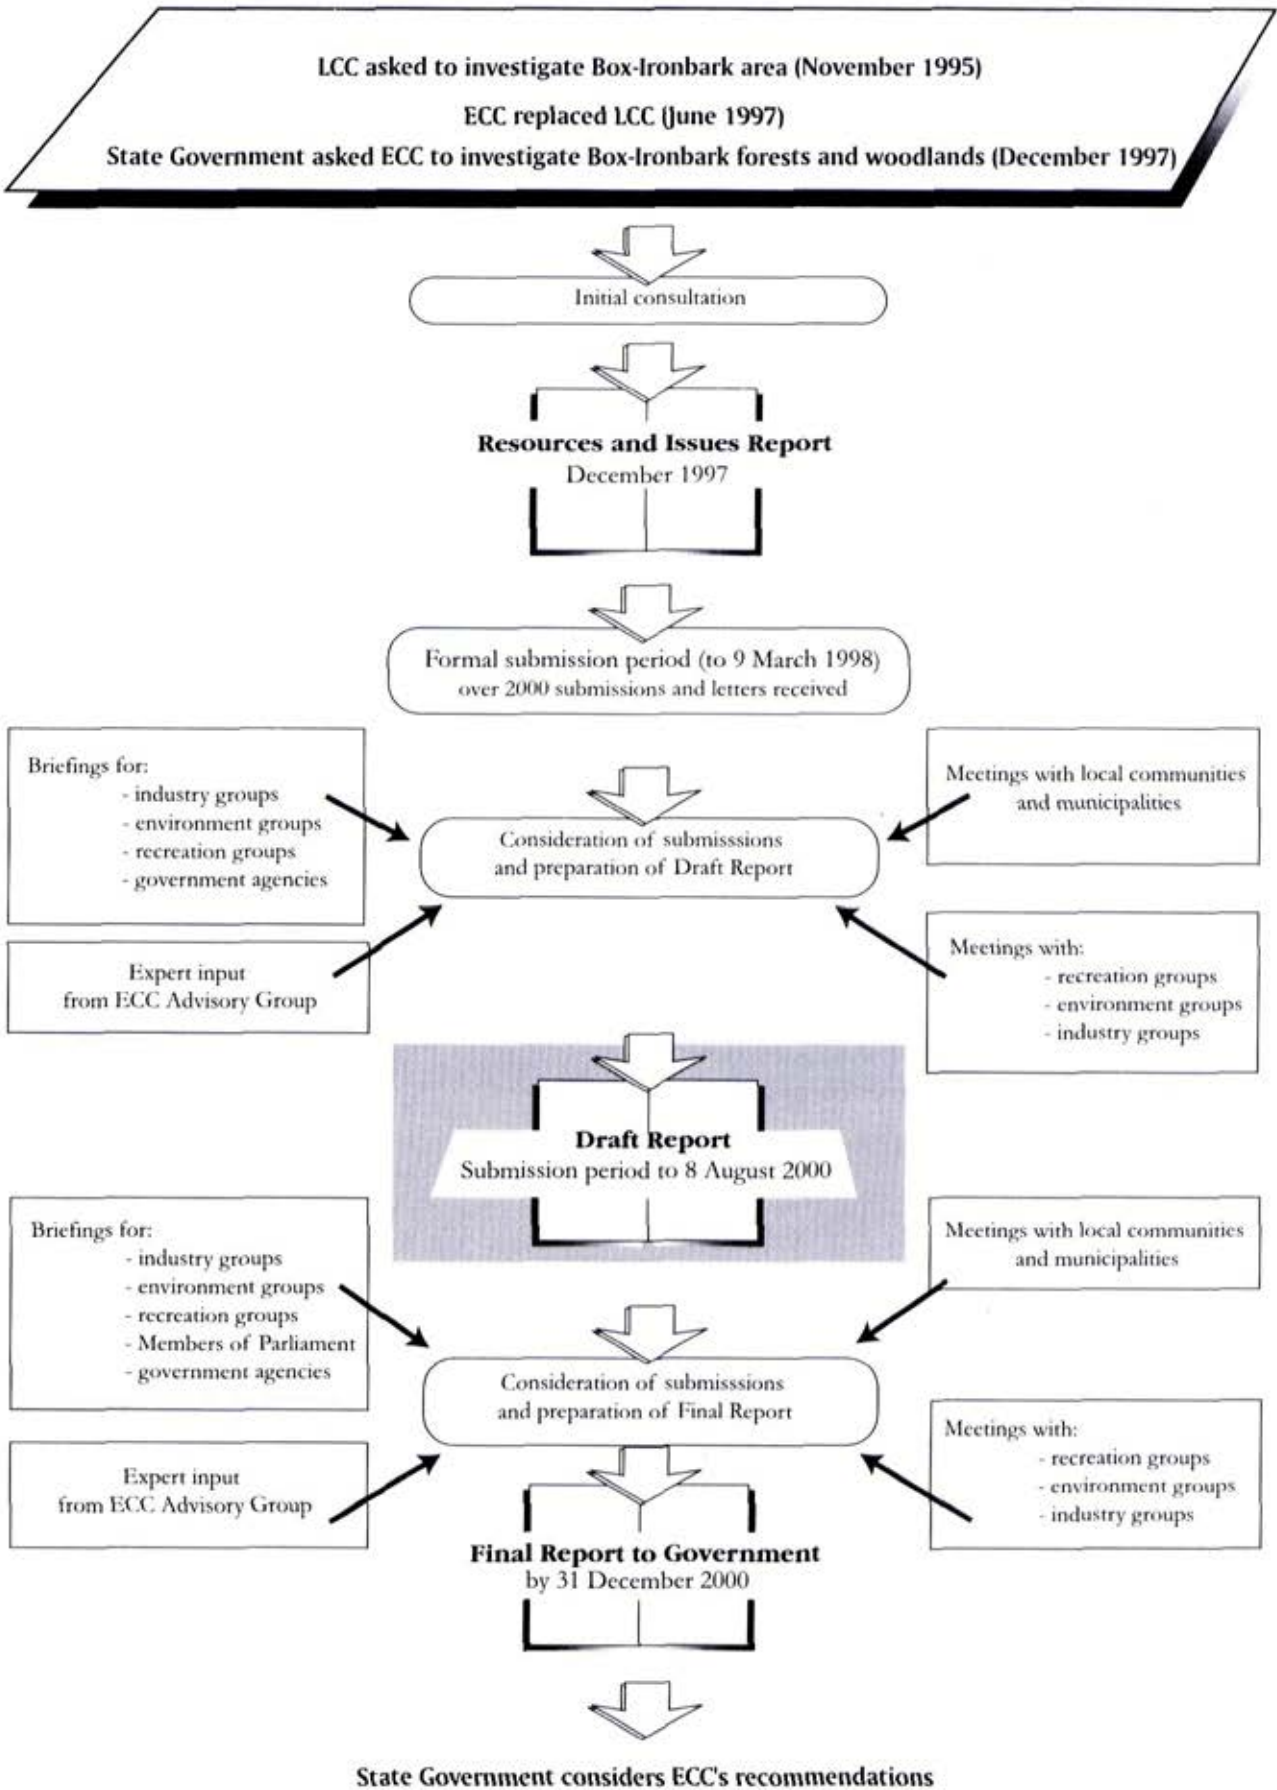 LCC asked to investigate Box-Ironbark area (November 1995)
ECC replaced LCC (June 1997)
State Government asked ECC to investigate Box-Ironbark forests and woodlands (December 1997)
Initial consultation
Resources and Issues Report
December 1997
Formal submission period (to 9 March 1998)
over 2000 submissions and letters received
Briefings for:
- industry groups
- environment groups
- recreation groups
- government agencies
Meetings with local communities
and municipalities
Consideration of submisssions
and preparation of Draft Report
Expert input
from ECC Advisory Group
Meetings with:
- recreation groups
- environment groups
- industry groups
Draft Report
Submission period to 8 August 2000
Briefings for:
- industry groups
- environment groups
- recreation groups
- Members of Parliament
- government agencies
Meetings with local communities
and municipalities
Consideration of submisssions
and preparation of Final Report
Expert input
from ECC Advisory Group
Meetings with:
- recreation groups
- environment groups
- industry groups
Final Report to Government
by 31 December 2000
State Government considers ECC's recommendations